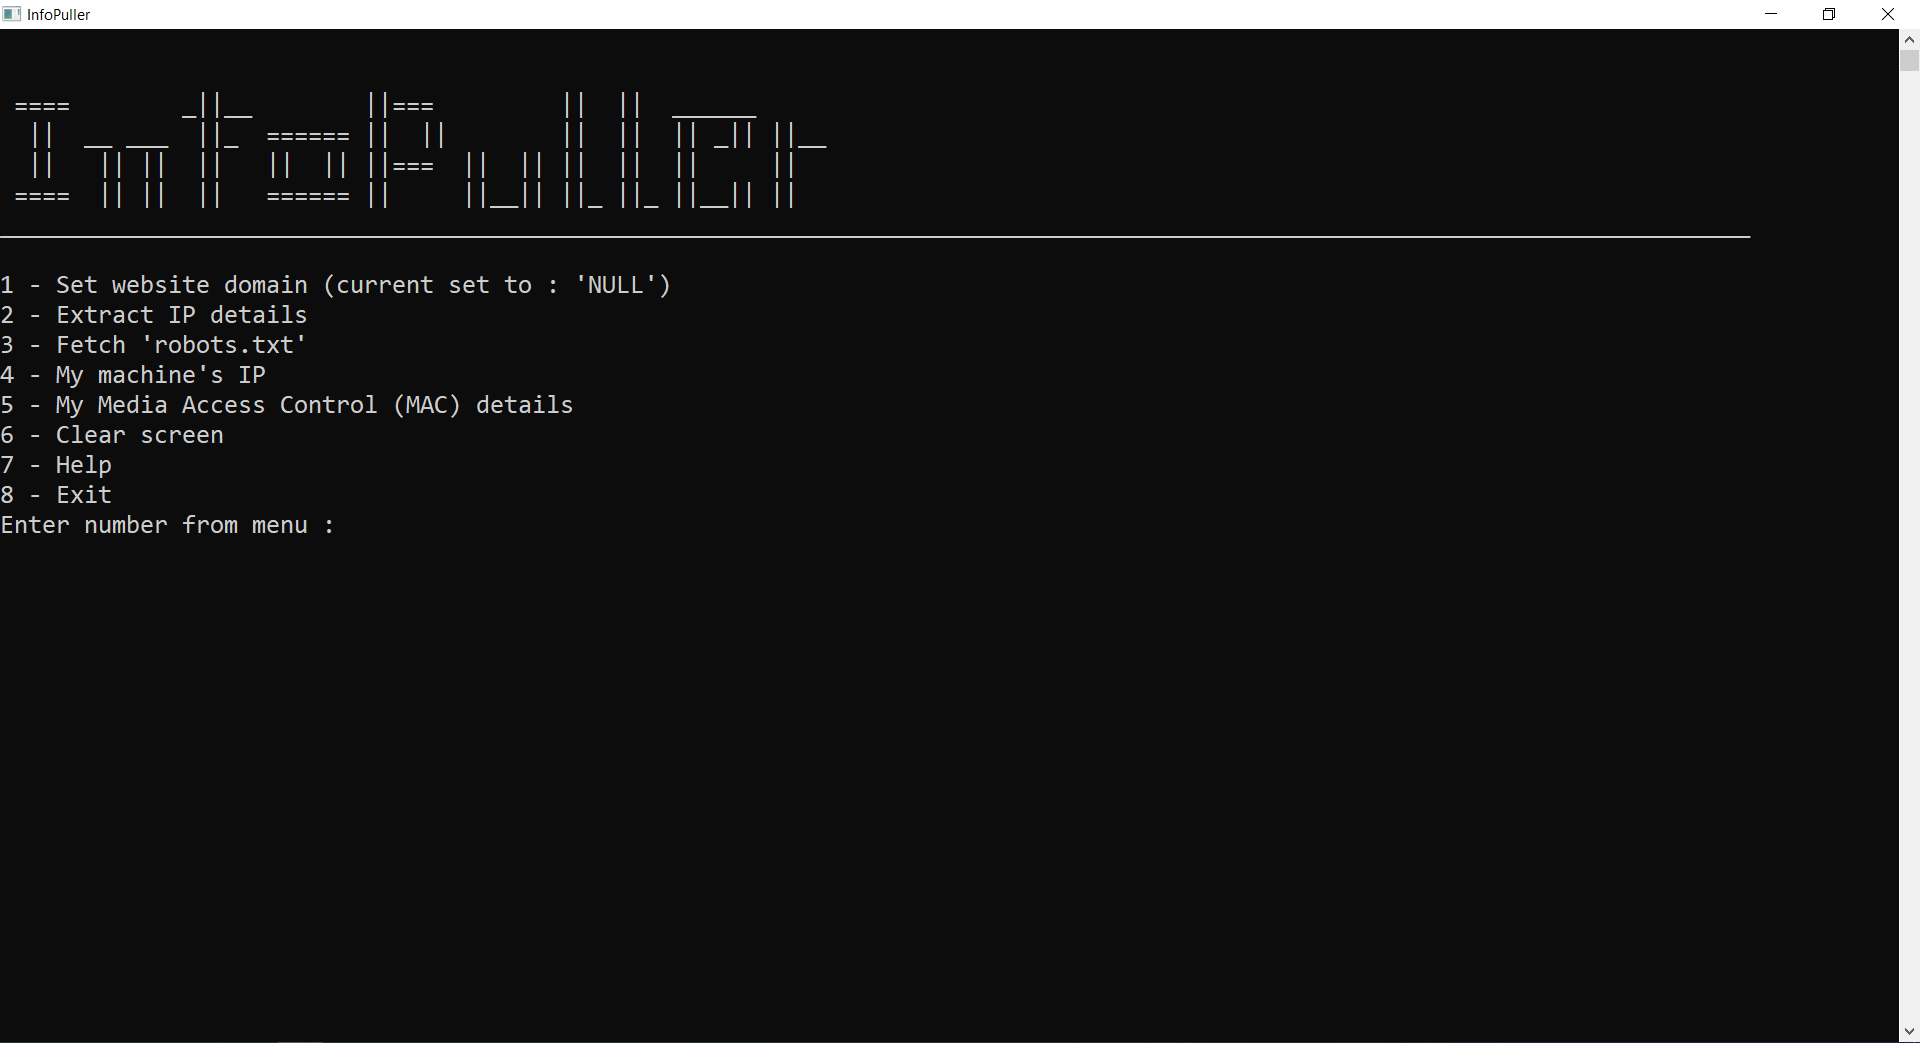 InfoPuller
InfoPuller
1 - Set website domain (current set to : 'NULL')
2 - Extract IP details
3 - Fetch 'robots.txt'
4 - My machine's IP
5 - My Media Access Control (MAC) details
6 - Clear screen
7 - Help
8 - Exit
Enter number from menu :